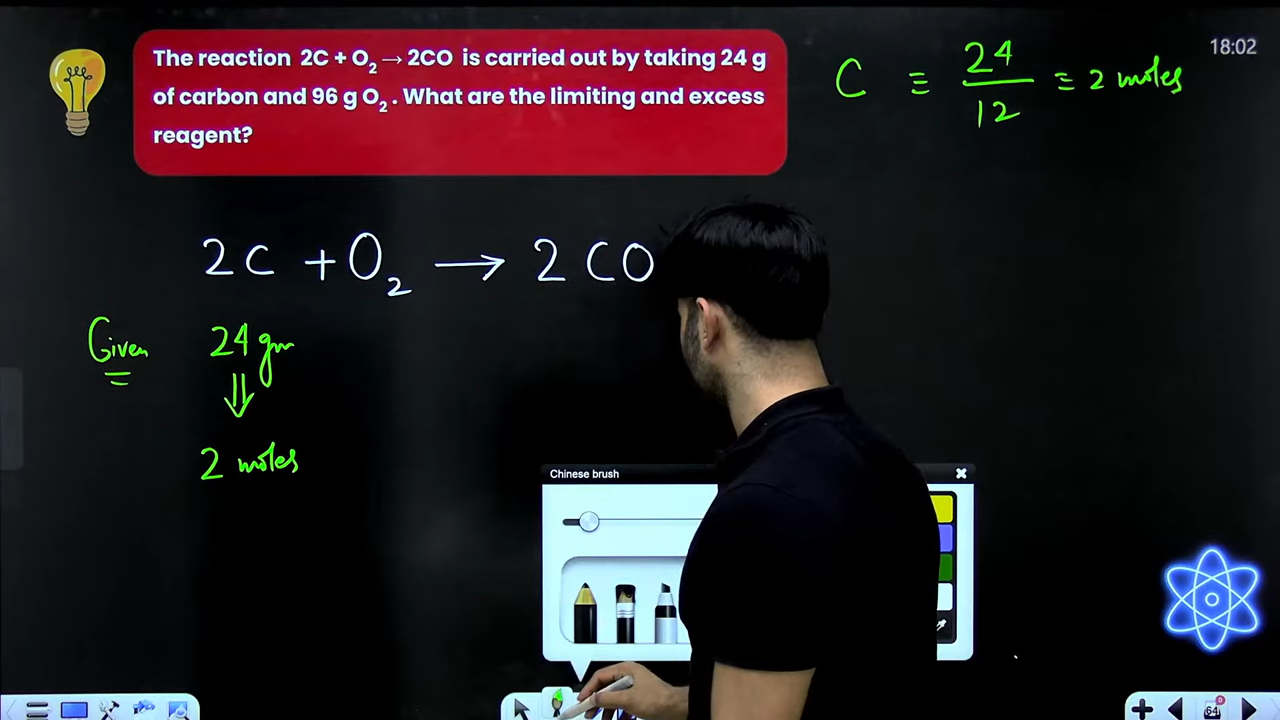 The reaction 2C + O₂ → 2CO is carried out by taking 24 g
of carbon and 96 g O₂. What are the limiting and excess
reagent?
C ≡ 24/12 = 2 moles
18:02
2C + O₂ → 2CO
Given 24 gm
⇓
2 moles
Chinese brush
64